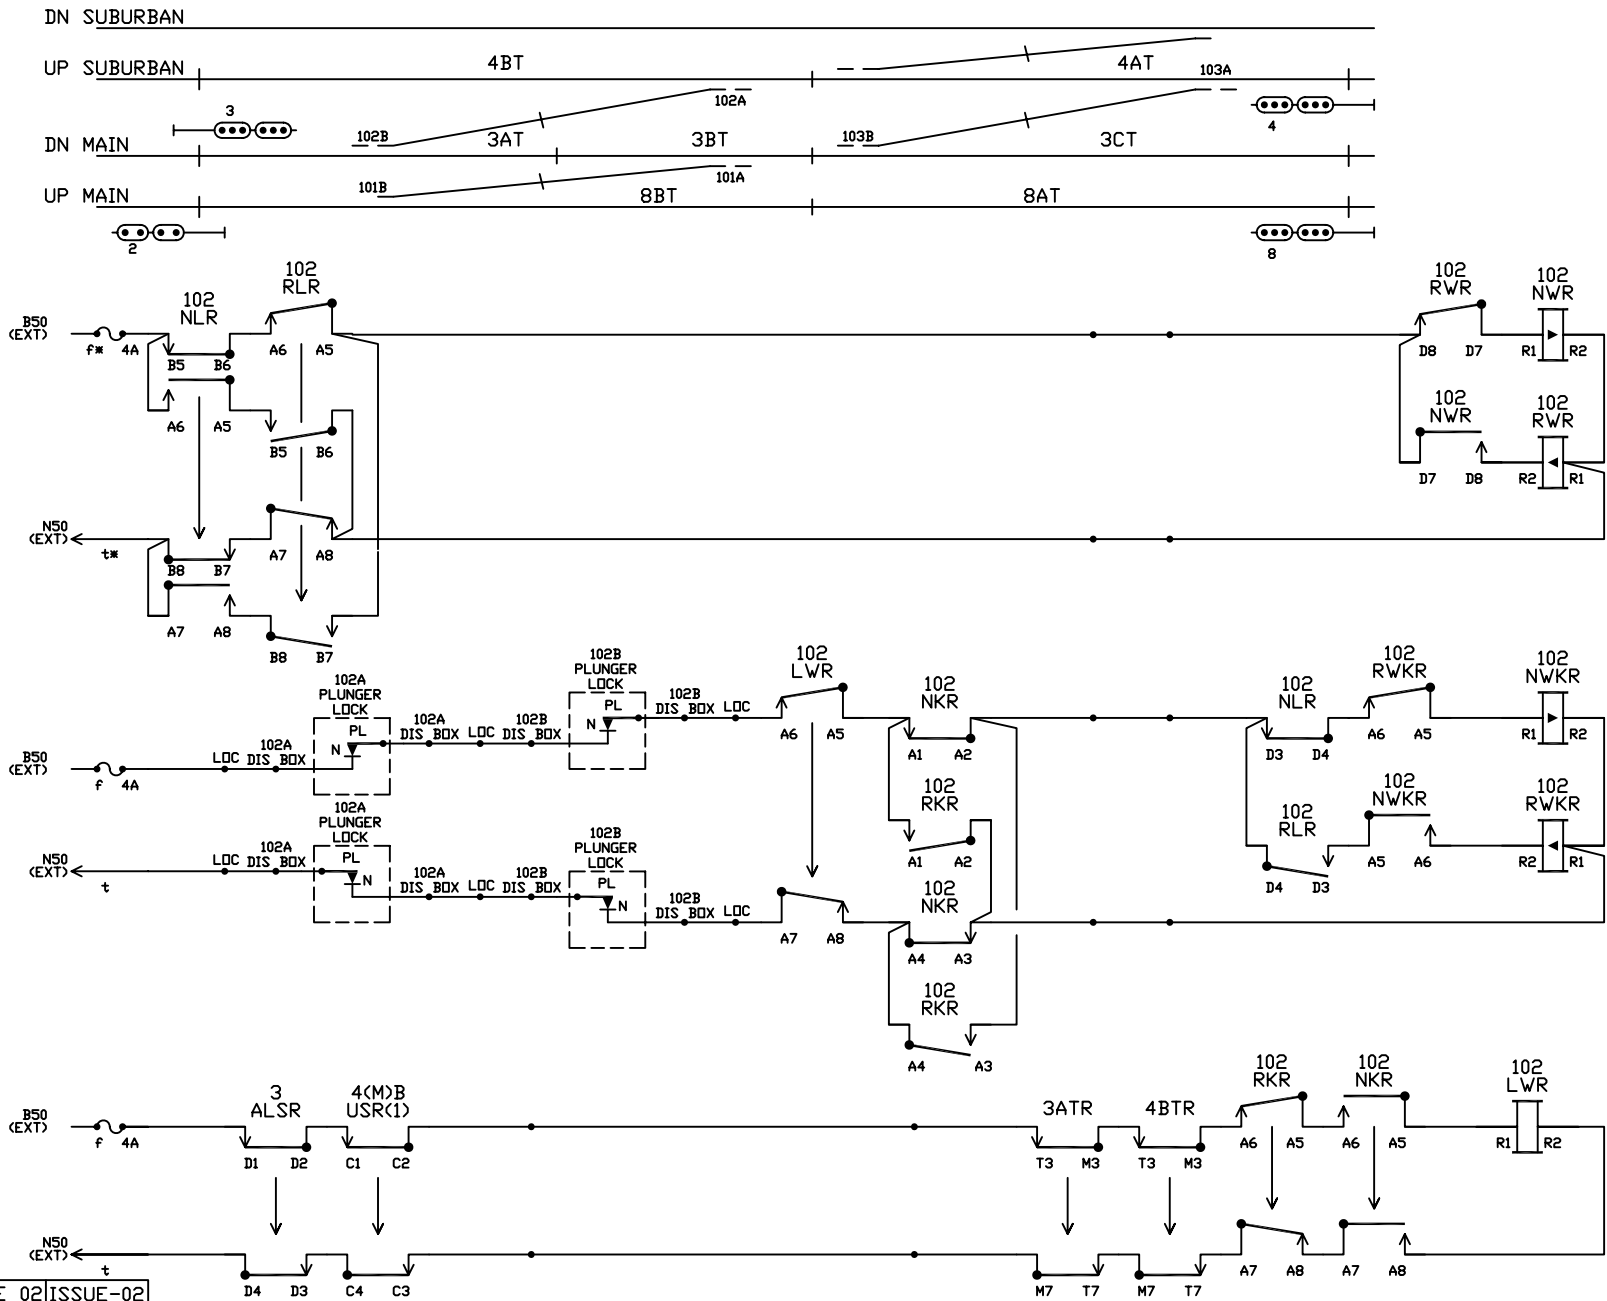 DN SUBURBAN
UP SUBURBAN 4BT 4AT
103A
102A
3
4
DN MAIN 102B 3AT 3BT 103B 3CT
101B 101A
UP MAIN 8BT 8AT
2
8
102 RLR
102 NLR
102 RWR
102 NWR
B50 (EXT)
f* 4A B5 B6 A6 A5 D8 D7 R1 R2
A6 A5 B5 B6
102 NWR
102 RWR
D7 D8 R2 R1
N50 (EXT)
t* B8 B7 A7 A8
A7 A8 B8 B7
102A PLUNGER LOCK
102B PLUNGER LOCK
102 LWR
102 NKR
102 NLR
102 RWKR
102 NWKR
B50 (EXT)
f 4A LOC 102A DIS BOX N PL 102A DIS BOX LOC 102B DIS BOX N PL 102B DIS BOX LOC A6 A5 A1 A2 D3 D4 A6 A5 R1 R2
102A PLUNGER LOCK
102B PLUNGER LOCK
102 RKR
102 RLR
102 NWKR
102 RWKR
A1 A2 D4 D3 A5 A6 R2 R1
N50 (EXT)
t LOC 102A DIS BOX PL N 102A DIS BOX LOC 102B DIS BOX PL N 102B DIS BOX LOC A7 A8
102 NKR
A4 A3
102 RKR
A4 A3
3 ALSR
4(M)B USR(1)
3ATR
4BTR
102 RKR
102 NKR
102 LWR
B50 (EXT)
f 4A D1 D2 C1 C2 T3 M3 T3 M3 A6 A5 A6 A5 R1 R2
N50 (EXT)
t D4 D3 C4 C3 M7 T7 M7 T7 A7 A8 A7 A8
02 ISSUE-02